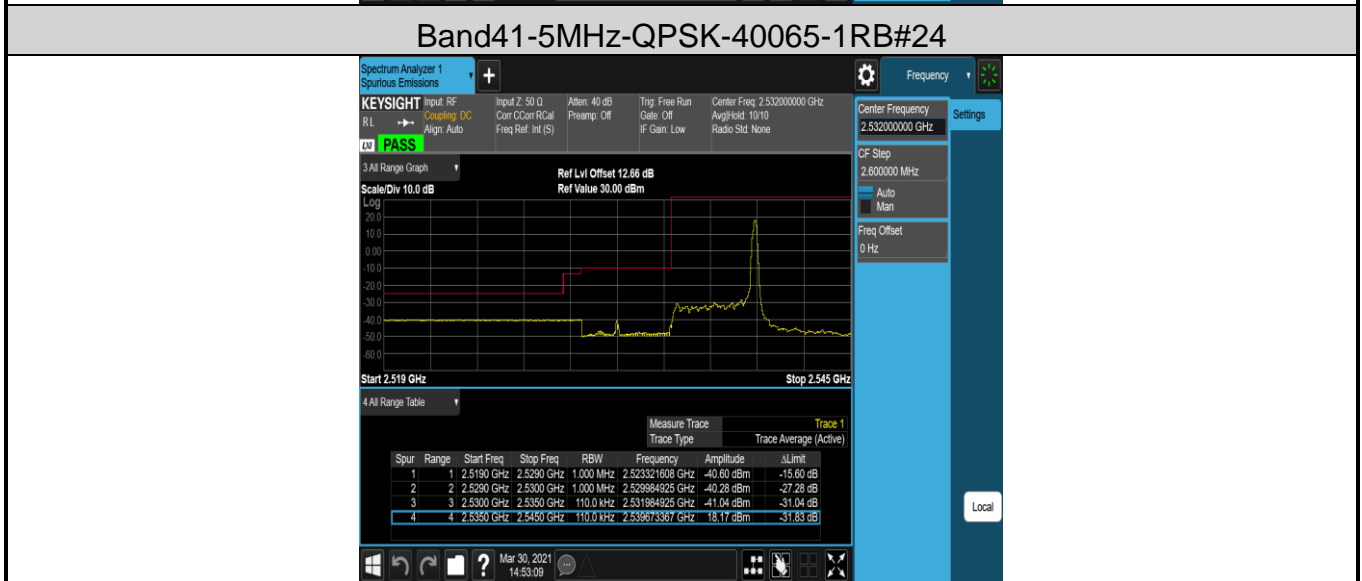 Band41-5MHz-QPSK-40065-1RB#24
Spectrum Analyzer 1
Spurious Emissions
+
Frequency
KEYSIGHT
RL
Input: RF
Coupling: DC
Align: Auto
Input Z: 50 Ω
Corr CCorr RCal
Freq Ref: Int (S)
Atten: 40 dB
Preamp: Off
Trig: Free Run
Gate: Off
IF Gain: Low
Center Freq: 2.532000000 GHz
Avg|Hold: 10/10
Radio Std: None
LXI PASS
Center Frequency
2.532000000 GHz
Settings
CF Step
2.600000 MHz
Auto
Man
Freq Offset
0 Hz
3 All Range Graph
Ref Lvl Offset 12.66 dB
Scale/Div 10.0 dB Ref Value 30.00 dBm
Log
20.0
10.0
0.00
-10.0
-20.0
-30.0
-40.0
-50.0
-60.0
Start 2.519 GHz Stop 2.545 GHz
4 All Range Table
Measure Trace Trace 1
Trace Type Trace Average (Active)
Spur Range Start Freq Stop Freq RBW Frequency Amplitude ΔLimit
1 1 2.5190 GHz 2.5290 GHz 1.000 MHz 2.523321608 GHz -40.60 dBm -15.60 dB
2 2 2.5290 GHz 2.5300 GHz 1.000 MHz 2.529984925 GHz -40.28 dBm -27.28 dB
3 3 2.5300 GHz 2.5350 GHz 110.0 kHz 2.531984925 GHz -41.04 dBm -31.04 dB
4 4 2.5350 GHz 2.5450 GHz 110.0 kHz 2.539673367 GHz 18.17 dBm -31.83 dB
Local
?
Mar 30, 2021
14:53:09